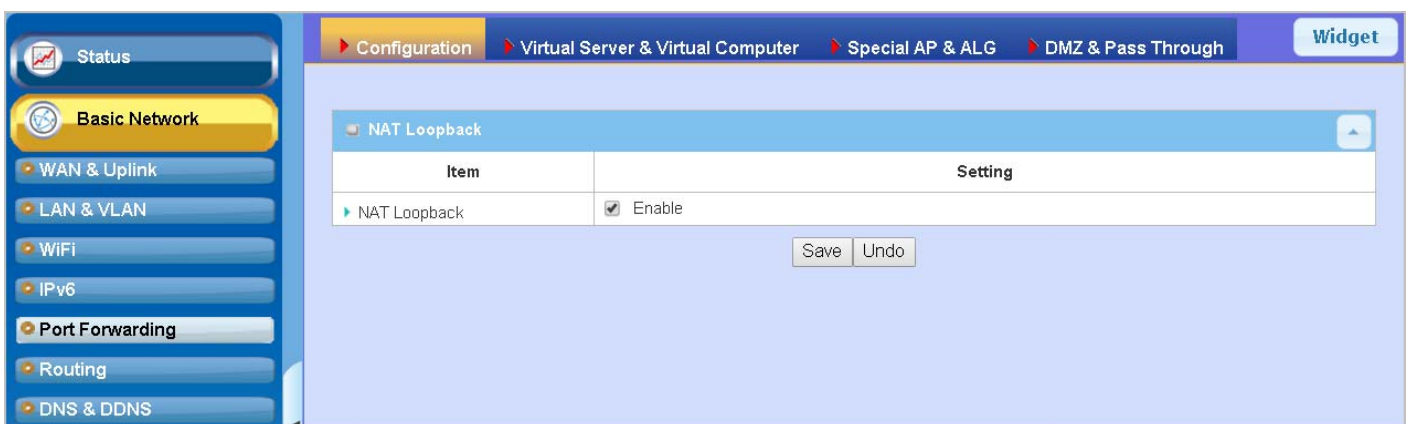 Status
Basic Network
WAN & Uplink
LAN & VLAN
WiFi
IPv6
Port Forwarding
Routing
DNS & DDNS
Configuration Virtual Server & Virtual Computer Special AP & ALG DMZ & Pass Through Widget
NAT Loopback
Item Setting
NAT Loopback Enable
Save Undo